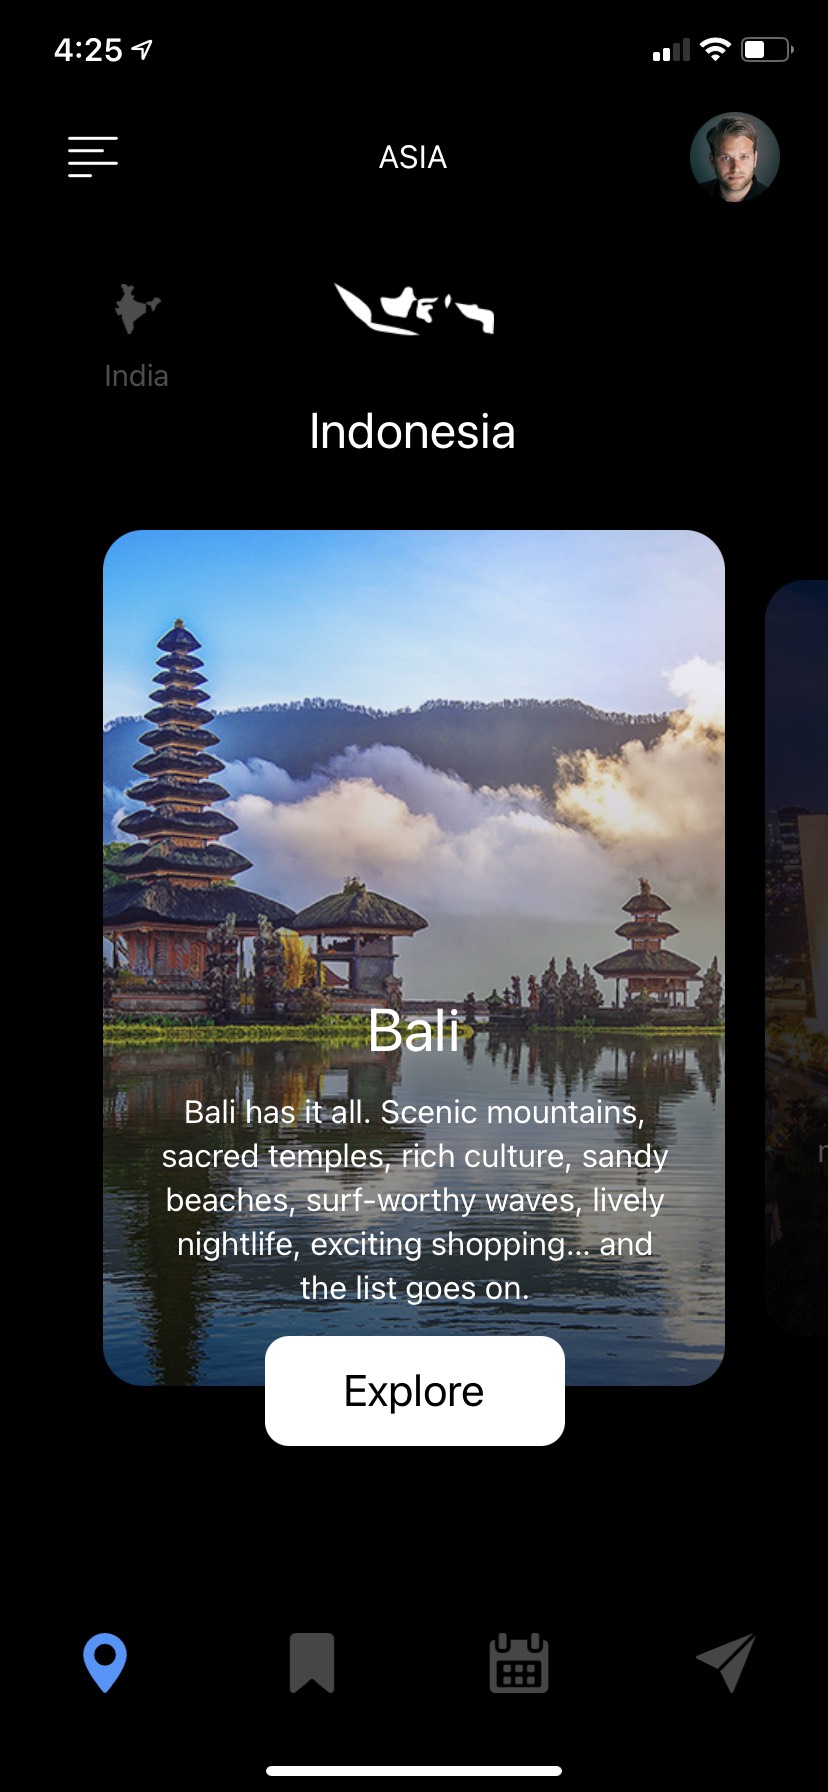 4:25
ASIA
India
Indonesia
Bali
Bali has it all. Scenic mountains,
sacred temples, rich culture, sandy
beaches, surf-worthy waves, lively
nightlife, exciting shopping... and
the list goes on.
Explore